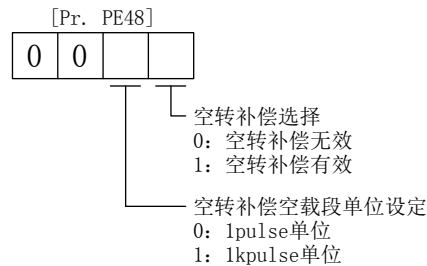 [Pr. PE48]
0 0
空转补偿选择
0: 空转补偿无效
1: 空转补偿有效
空转补偿空载段单位设定
0: 1pulse单位
1: 1kpulse单位